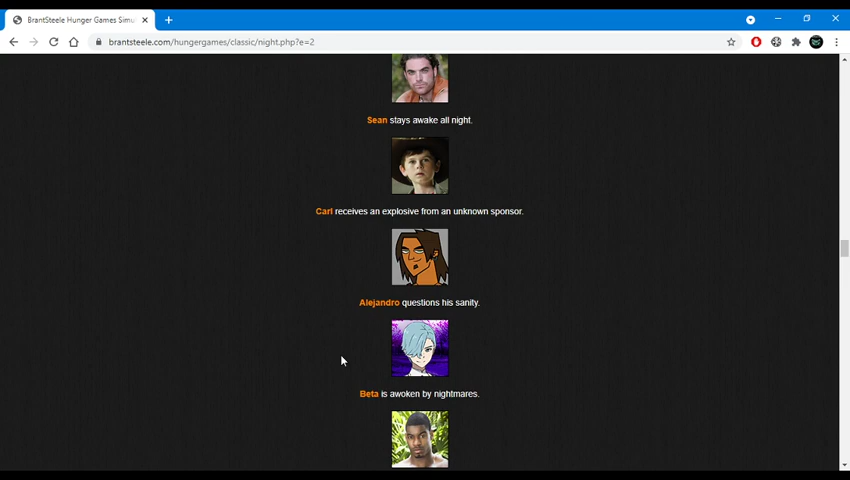 BrantSteele Hunger Games Simu
brantsteele.com/hungergames/classic/night.php?e=2
Sean stays awake all night.
Carl receives an explosive from an unknown sponsor.
Alejandro questions his sanity.
Beta is awoken by nightmares.